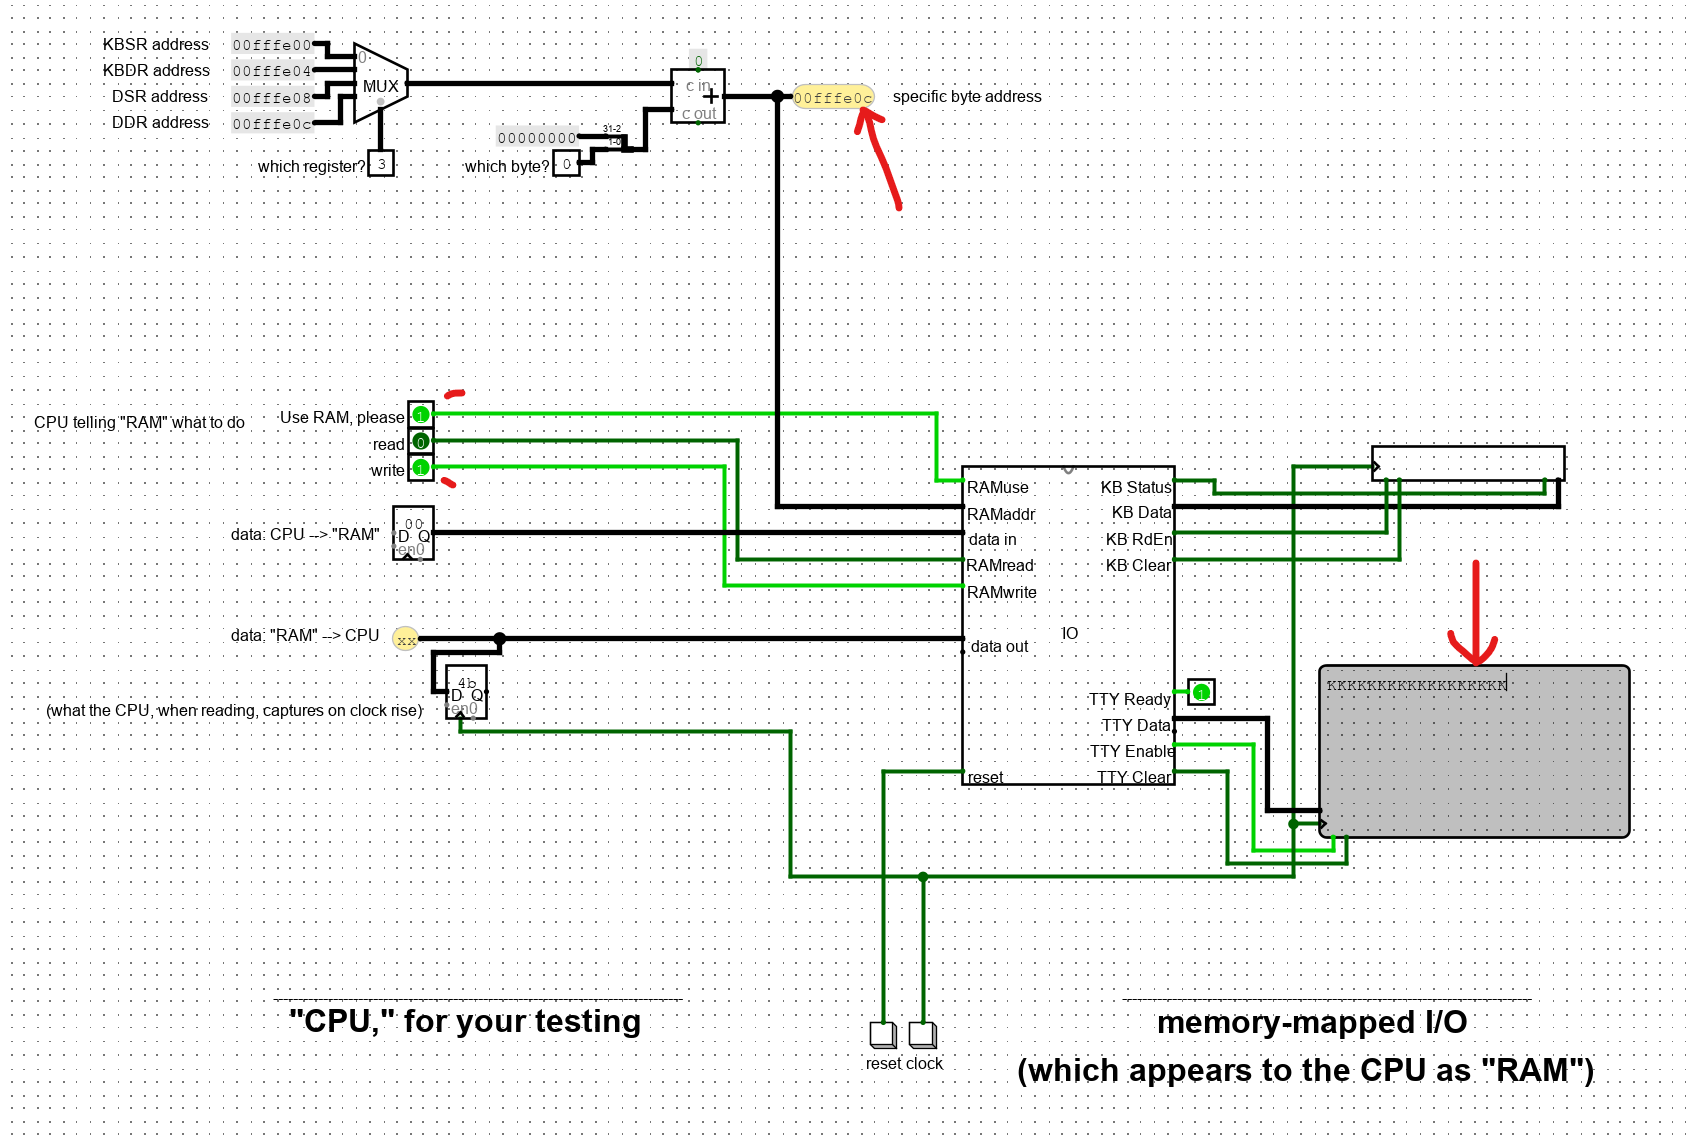 KBSR address 00fffe00
KBDR address 00fffe04
DSR address 00fffe08
DDR address 00fffe0c
0
MUX
which register? 3
0
c in
+
c out
00fffe0c specific byte address
31-2
00000000
1-0
which byte? 0
CPU telling "RAM" what to do
Use RAM, please 1
read 0
write 1
data: CPU --> "RAM"
00
D Q
en0
data: "RAM" --> CPU xx
4b
D Q
en0
(what the CPU, when reading, captures on clock rise)
RAMuse
RAMaddr
data in
RAMread
RAMwrite
data out
reset
IO
KB Status
KB Data
KB RdEn
KB Clear
TTY Ready 1
TTY Data
TTY Enable
TTY Clear
KKKKKKKKKKKKKKKKKK
reset clock
"CPU," for your testing
memory-mapped I/O
(which appears to the CPU as "RAM")